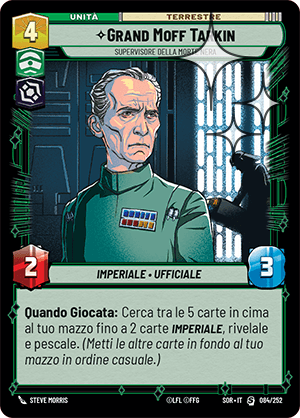 UNITÀ
TERRESTRE
4
✧GRAND MOFF TARKIN
SUPERVISORE DELLA MORTE NERA
2
3
IMPERIALE • UFFICIALE
Quando Giocata: Cerca tra le 5 carte in cima
al tuo mazzo fino a 2 carte IMPERIALE, rivelale
e pescale. (Metti le altre carte in fondo al tuo
mazzo in ordine casuale.)
STEVE MORRIS
©LFL ©FFG
SOR • IT
084/252